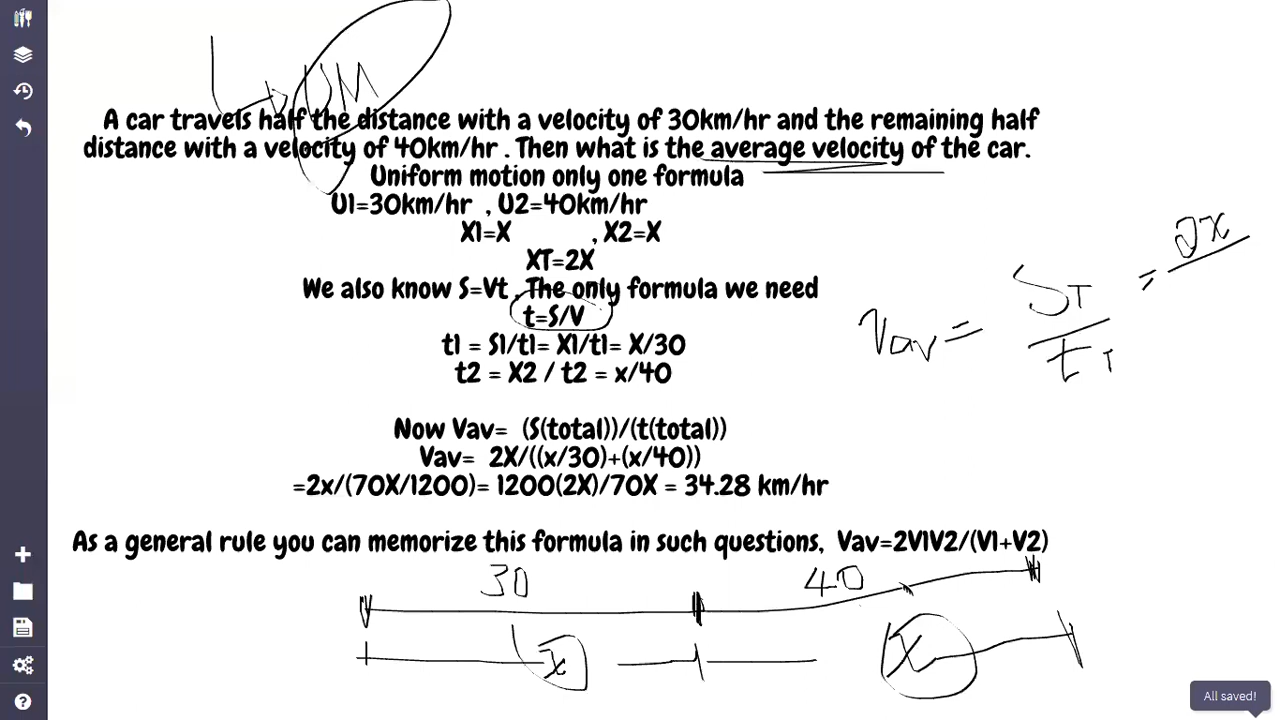 UM
A car travels half the distance with a velocity of 30km/hr and the remaining half
distance with a velocity of 40km/hr . Then what is the average velocity of the car.
Uniform motion only one formula
U1=30km/hr , U2=40km/hr
X1=X , X2=X
XT=2X
We also know S=Vt , The only formula we need
t=S/V
t1 = S1/t1= X1/t1= X/30
t2 = X2 / t2 = x/40
Vav = ST/tT = 2x
Now Vav= (S(total))/(t(total))
Vav= 2X/((x/30)+(x/40))
=2x/(70X/1200)= 1200(2X)/70X = 34.28 km/hr
As a general rule you can memorize this formula in such questions, Vav=2V1V2/(V1+V2)
30 40
x x
All saved!